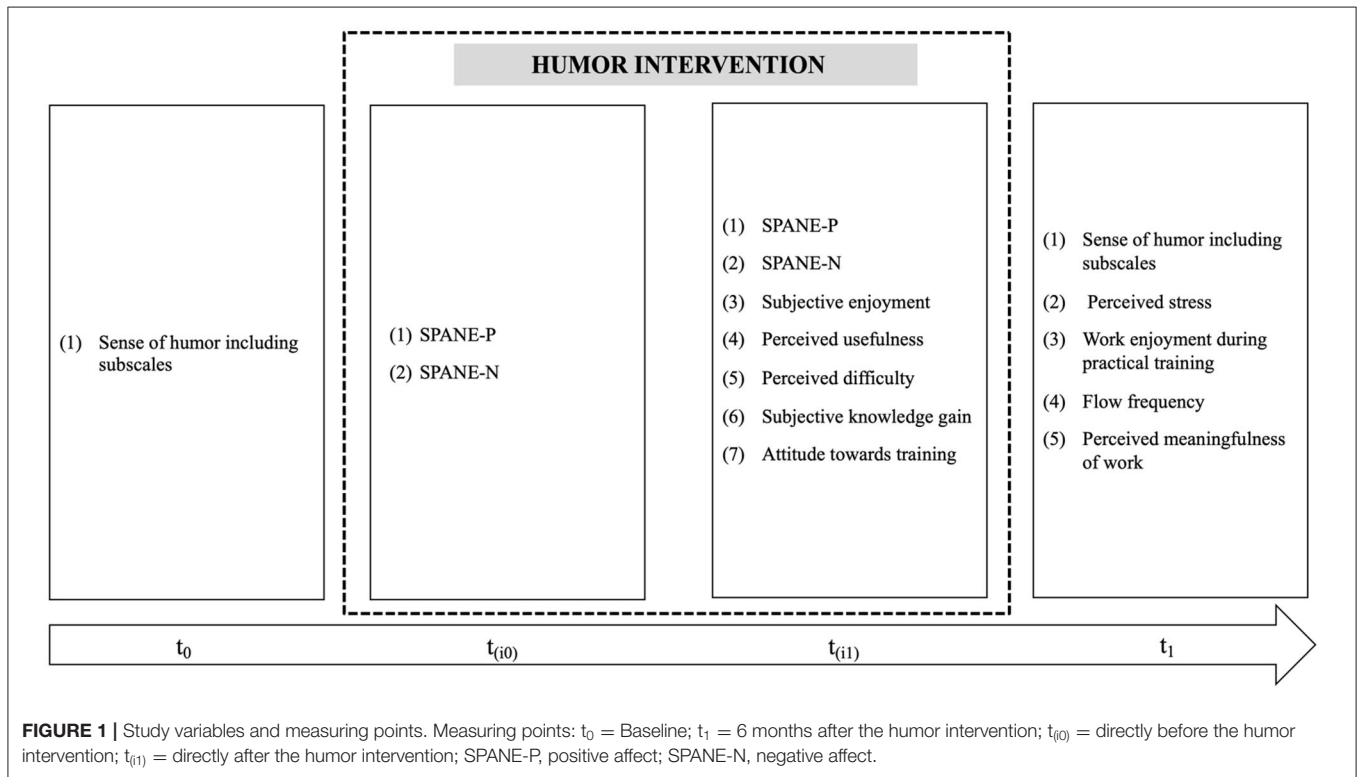 HUMOR INTERVENTION
(1) Sense of humor including
subscales
(1) SPANE-P
(2) SPANE-N
(1) SPANE-P
(2) SPANE-N
(3) Subjective enjoyment
(4) Perceived usefulness
(5) Perceived difficulty
(6) Subjective knowledge gain
(7) Attitude towards training
(1) Sense of humor including
subscales
(2) Perceived stress
(3) Work enjoyment during
practical training
(4) Flow frequency
(5) Perceived meaningfulness
of work
t0 t(i0) t(i1) t1
FIGURE 1 | Study variables and measuring points. Measuring points: t0 = Baseline; t1 = 6 months after the humor intervention; t(i0) = directly before the humor
intervention; t(i1) = directly after the humor intervention; SPANE-P, positive affect; SPANE-N, negative affect.